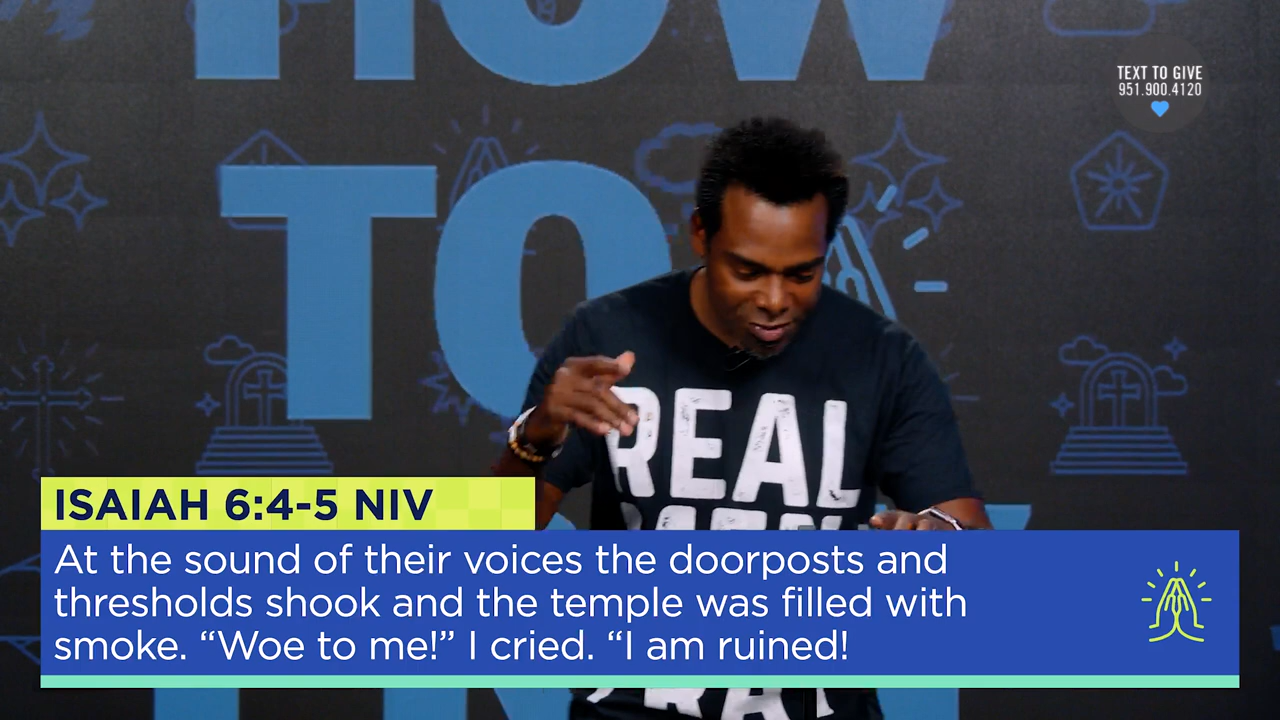 HOW
TEXT TO GIVE
951.900.4120
TO
REAL
ISAIAH 6:4-5 NIV
At the sound of their voices the doorposts and
thresholds shook and the temple was filled with
smoke. “Woe to me!” I cried. “I am ruined!